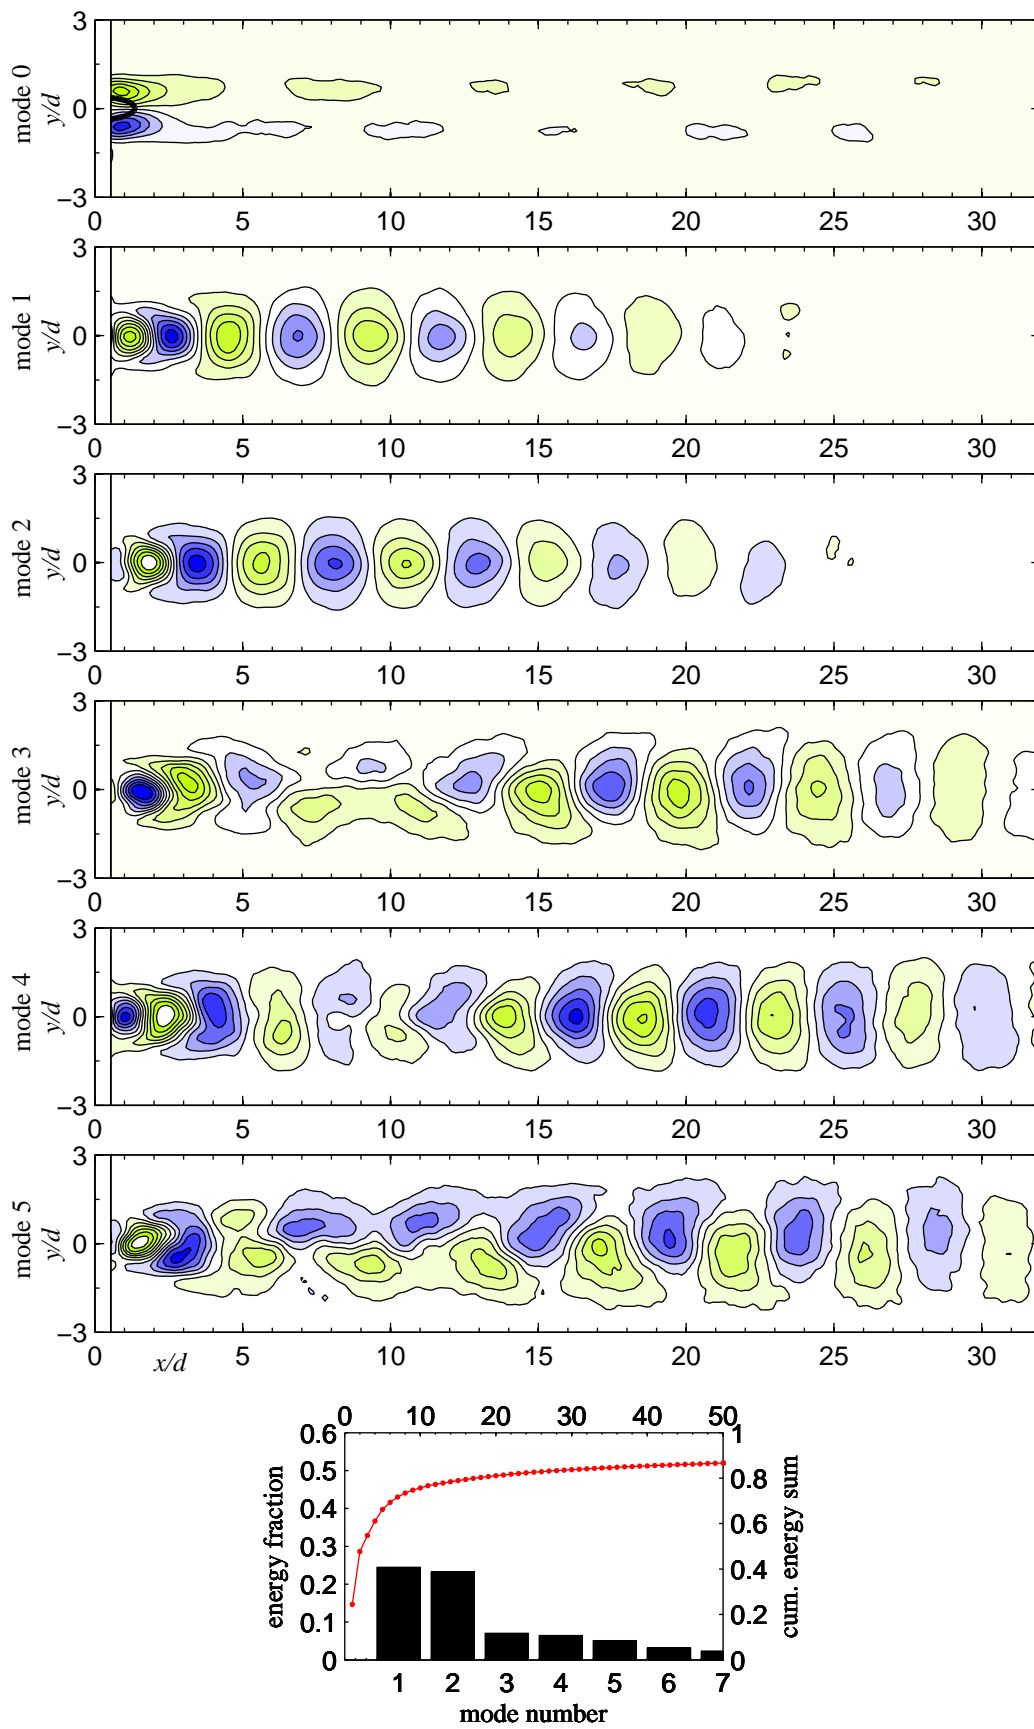 mode 0
y/d
3
0
−3
0 5 10 15 20 25 30
mode 1
y/d
3
0
−3
0 5 10 15 20 25 30
mode 2
y/d
3
0
−3
0 5 10 15 20 25 30
mode 3
y/d
3
0
−3
0 5 10 15 20 25 30
mode 4
y/d
3
0
−3
0 5 10 15 20 25 30
mode 5
y/d
3
0
−3
0 5 10 15 20 25 30
x/d
0 10 20 30 40 50
energy fraction
0.6
0.5
0.4
0.3
0.2
0.1
0
1
0.8
0.6
0.4
0.2
0
cum. energy sum
1 2 3 4 5 6 7
mode number